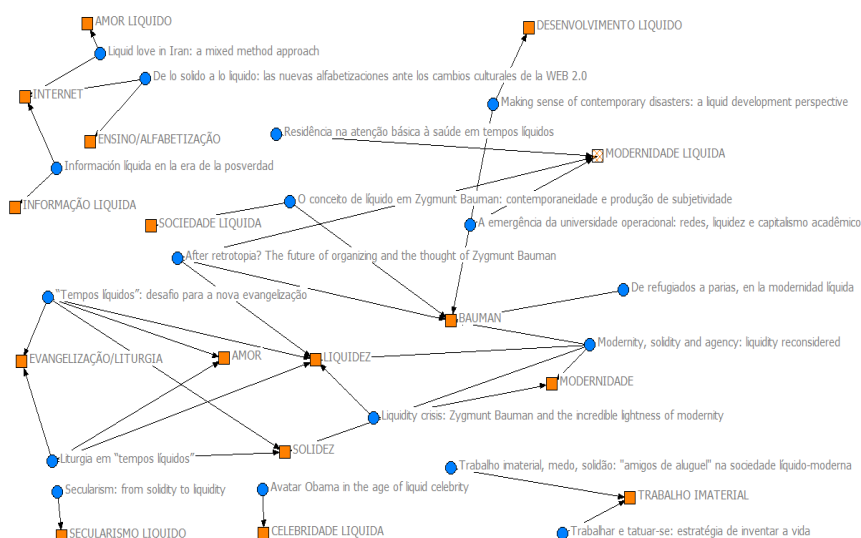 AMOR LIQUIDO
DESENVOLVIMENTO LÍQUIDO
Liquid love in Iran: a mixed method approach
De lo solido a lo liquido: las nuevas alfabetizaciones ante los cambios culturales de la WEB 2.0
INTERNET
Making sense of contemporary disasters: a liquid development perspective
Residência na atenção básica à saúde em tempos líquidos
ENSINO/ALFABETIZAÇÃO
MODERNIDADE LIQUIDA
Información líquida en la era de la posverdad
O conceito de líquido em Zygmunt Bauman: contemporaneidade e produção de subjetividade
INFORMAÇÃO LIQUIDA
SOCIEDADE LIQUIDA
A emergência da universidade operacional: redes, liquidez e capitalismo acadêmico
After retrotopia? The future of organizing and the thought of Zygmunt Bauman
De refugiados a parias, en la modernidad líquida
"Tempos líquidos": desafio para a nova evangelização
BAUMAN
Modernity, solidity and agency: liquidity reconsidered
EVANGELIZAÇÃO/LITURGIA
AMOR
LIQUIDEZ
MODERNIDADE
Liquidity crisis: Zygmunt Bauman and the incredible lightness of modernity
SOLIDEZ
Liturgia em "tempos líquidos"
Trabalho imaterial, medo, solidão: "amigos de aluguel" na sociedade líquido-moderna
Secularism: from solidity to liquidity
Avatar Obama in the age of liquid celebrity
TRABALHO IMATERIAL
SECULARISMO LIQUIDO
CELEBRIDADE LIQUIDA
Trabalhar e tatuar-se: estratégia de inventar a vida